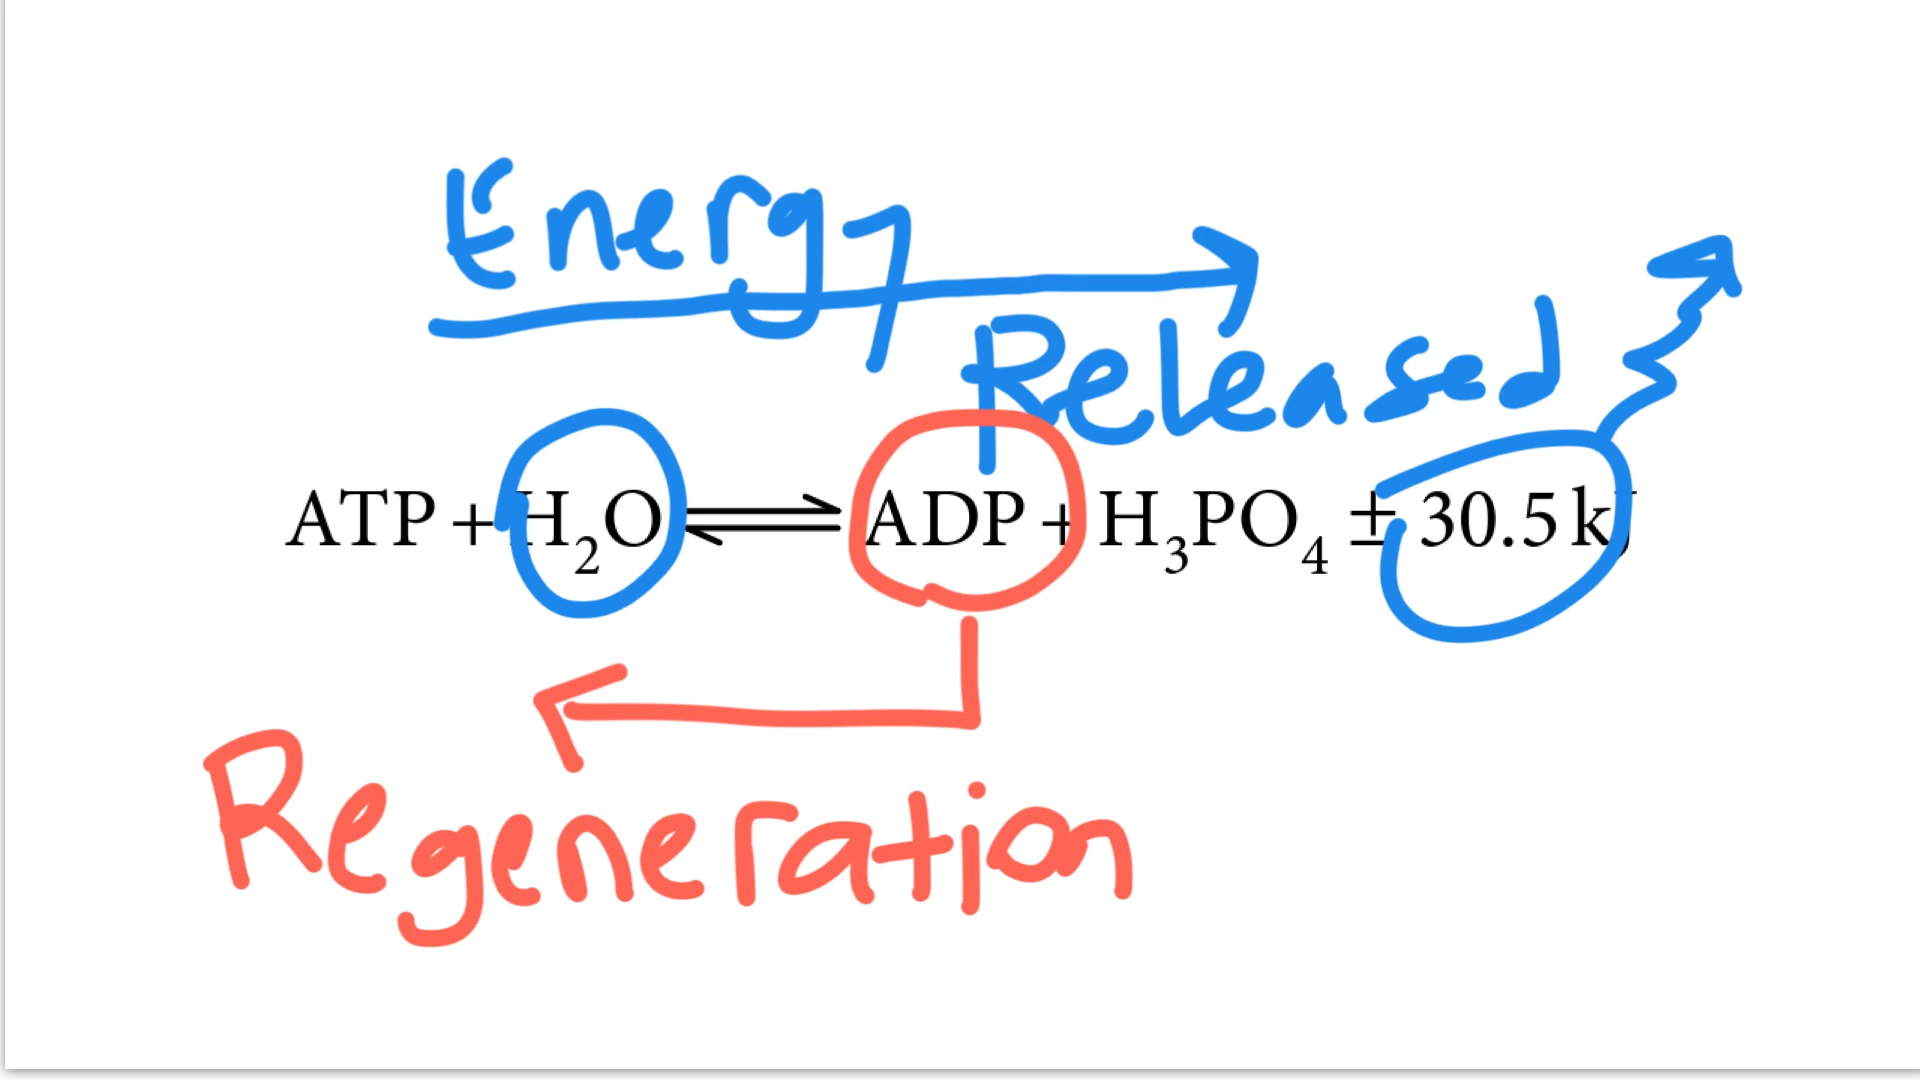 Energy
Released
ATP + H₂O ⇌ ADP + H₃PO₄ ± 30.5 kJ
Regeneration